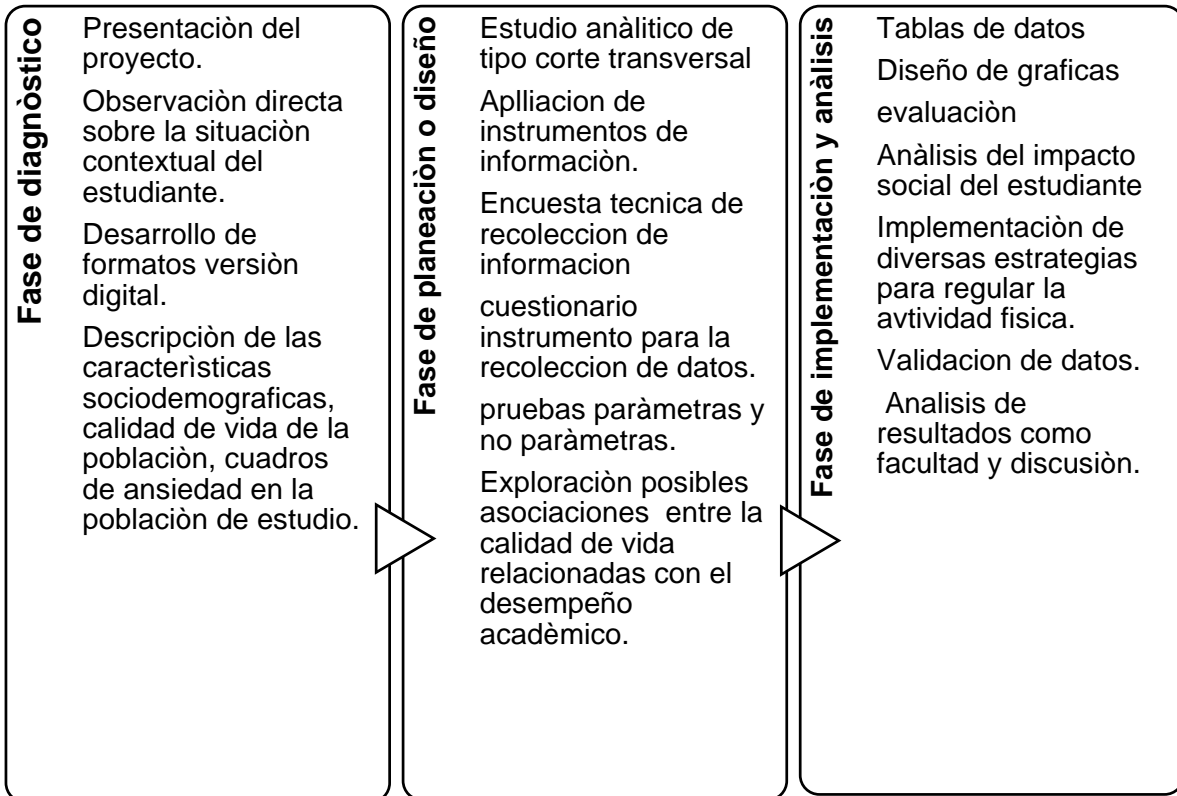 Fase de diagnòstico
Presentaciòn del
proyecto.
Observaciòn directa
sobre la situaciòn
contextual del
estudiante.
Desarrollo de
formatos versiòn
digital.
Descripciòn de las
caracterìsticas
sociodemograficas,
calidad de vida de la
poblaciòn, cuadros
de ansiedad en la
poblaciòn de estudio.
Fase de planeaciòn o diseño
Estudio anàlitico de
tipo corte transversal
Aplliacion de
instrumentos de
informaciòn.
Encuesta tecnica de
recoleccion de
informacion
cuestionario
instrumento para la
recoleccion de datos.
pruebas paràmetras y
no paràmetras.
Exploraciòn posibles
asociaciones entre la
calidad de vida
relacionadas con el
desempeño
acadèmico.
Fase de implementaciòn y anàlisis
Tablas de datos
Diseño de graficas
evaluaciòn
Anàlisis del impacto
social del estudiante
Implementaciòn de
diversas estrategias
para regular la
avtividad fisica.
Validacion de datos.
Analisis de
resultados como
facultad y discusiòn.